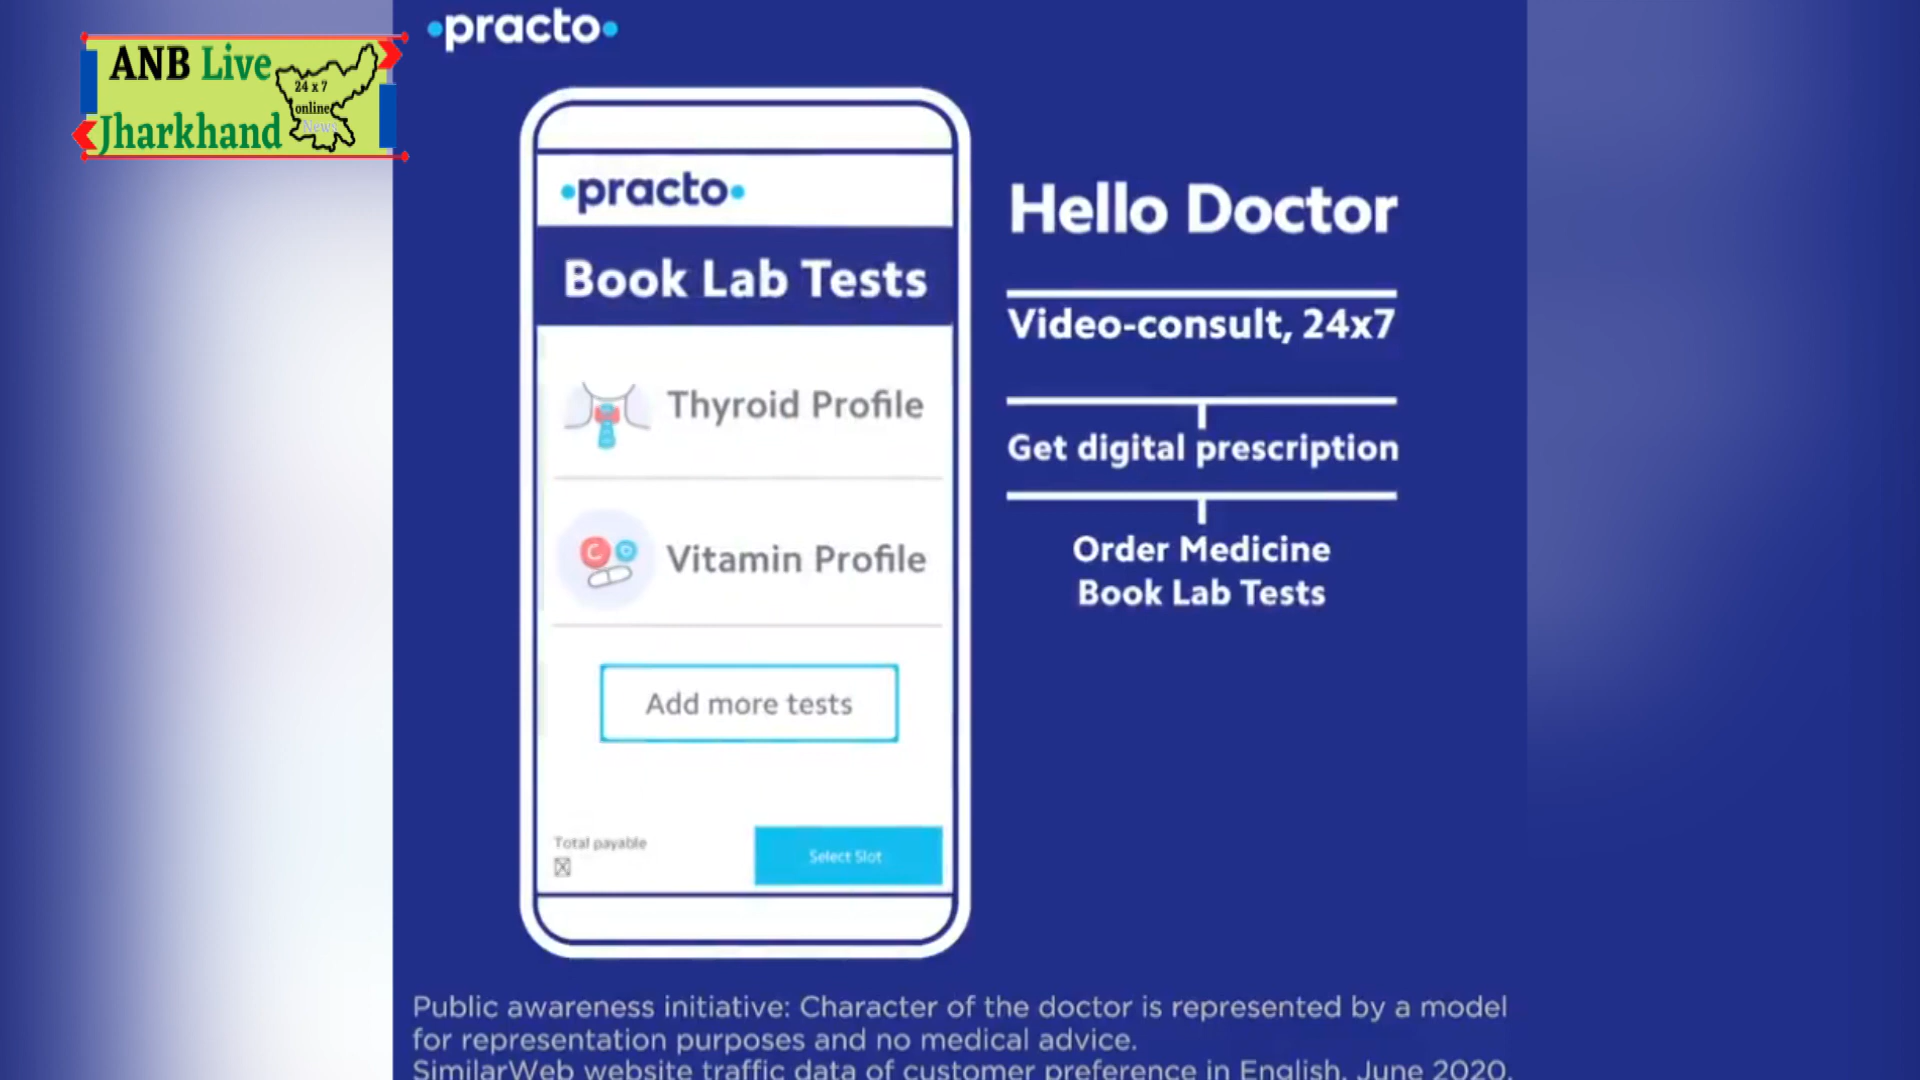 ANB Live
24 x 7
online
News
Jharkhand
practo
practo
Book Lab Tests
Thyroid Profile
C
D
Vitamin Profile
Add more tests
Total payable
Select Slot
Hello Doctor
Video-consult, 24x7
Get digital prescription
Order Medicine
Book Lab Tests
Public awareness initiative: Character of the doctor is represented by a model
for representation purposes and no medical advice.
SimilarWeb website traffic data of customer preference in English, June 2020.